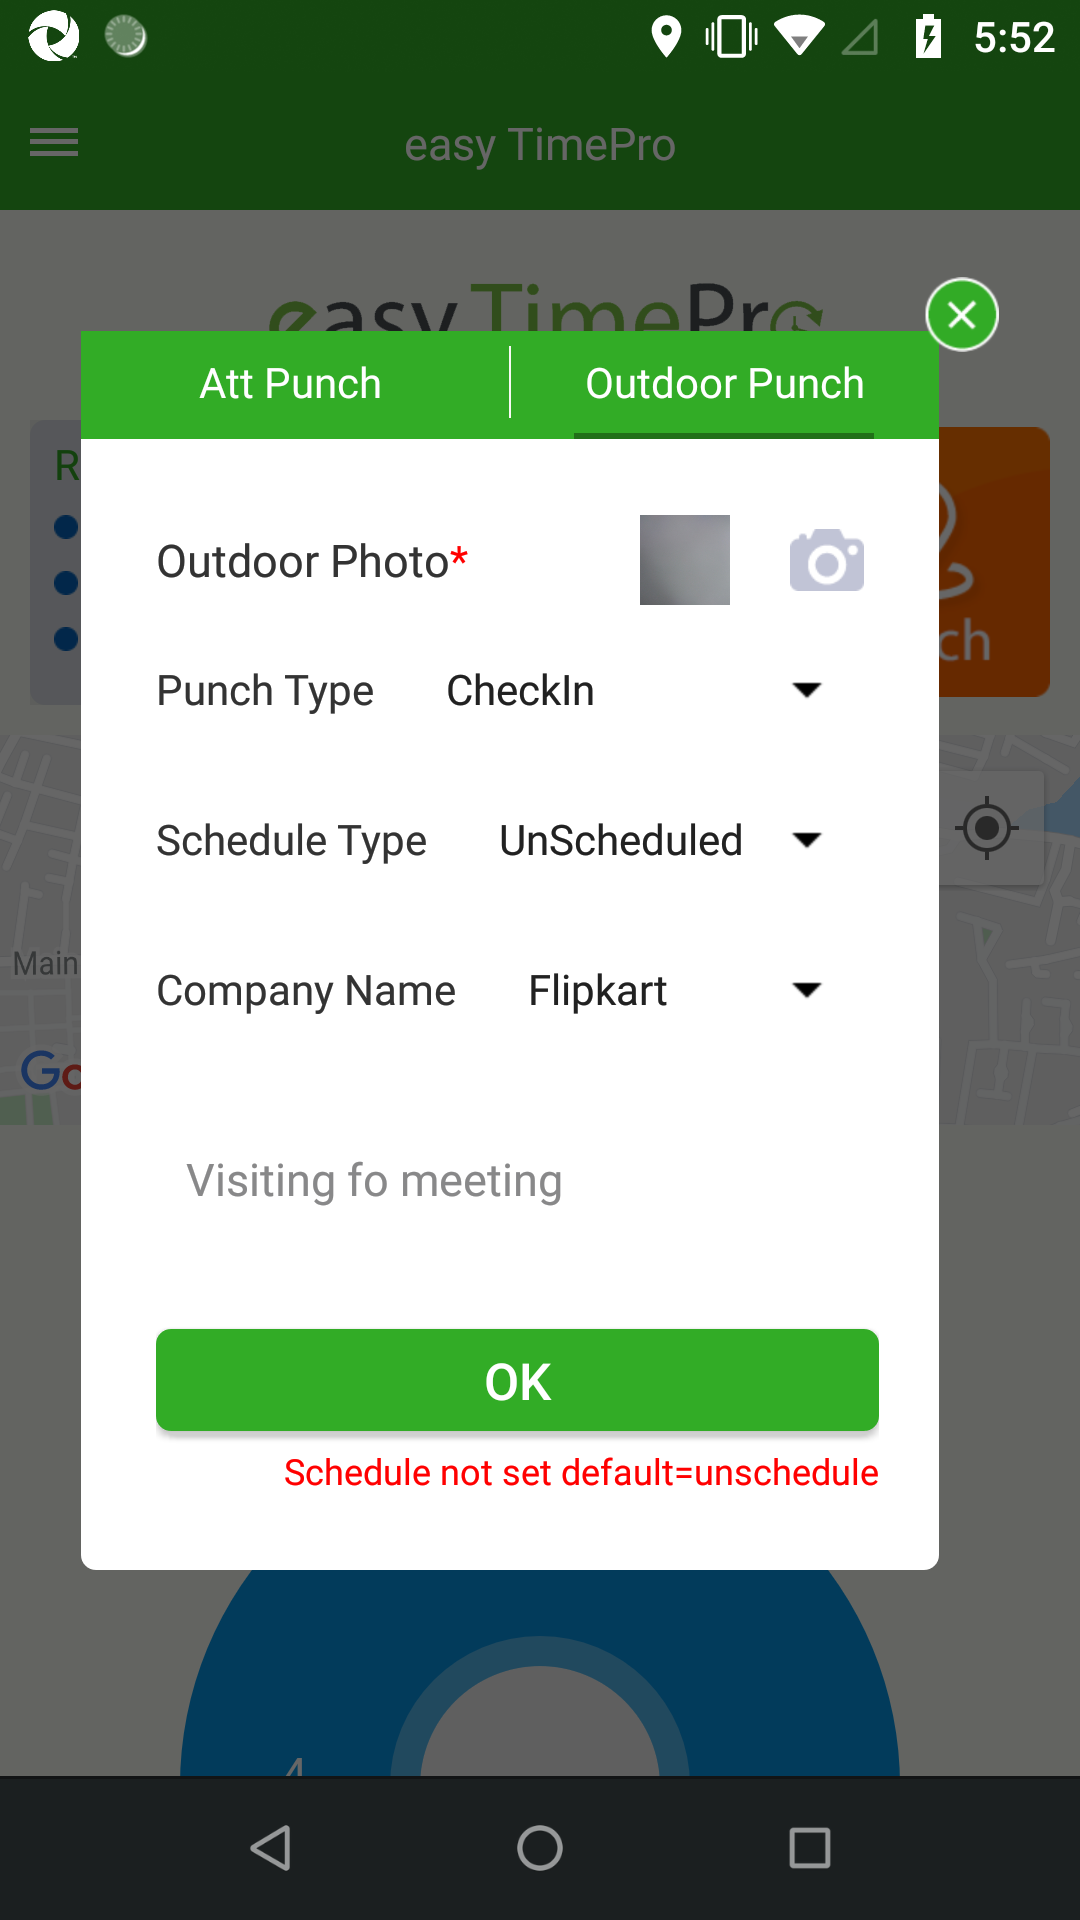 5:52
easy TimePro
easy TimePro
Att Punch
Outdoor Punch
R
Outdoor Photo*
Punch Type
CheckIn
ch
Schedule Type
UnScheduled
Main
Company Name
Flipkart
Go
Visiting fo meeting
OK
Schedule not set default=unschedule
4